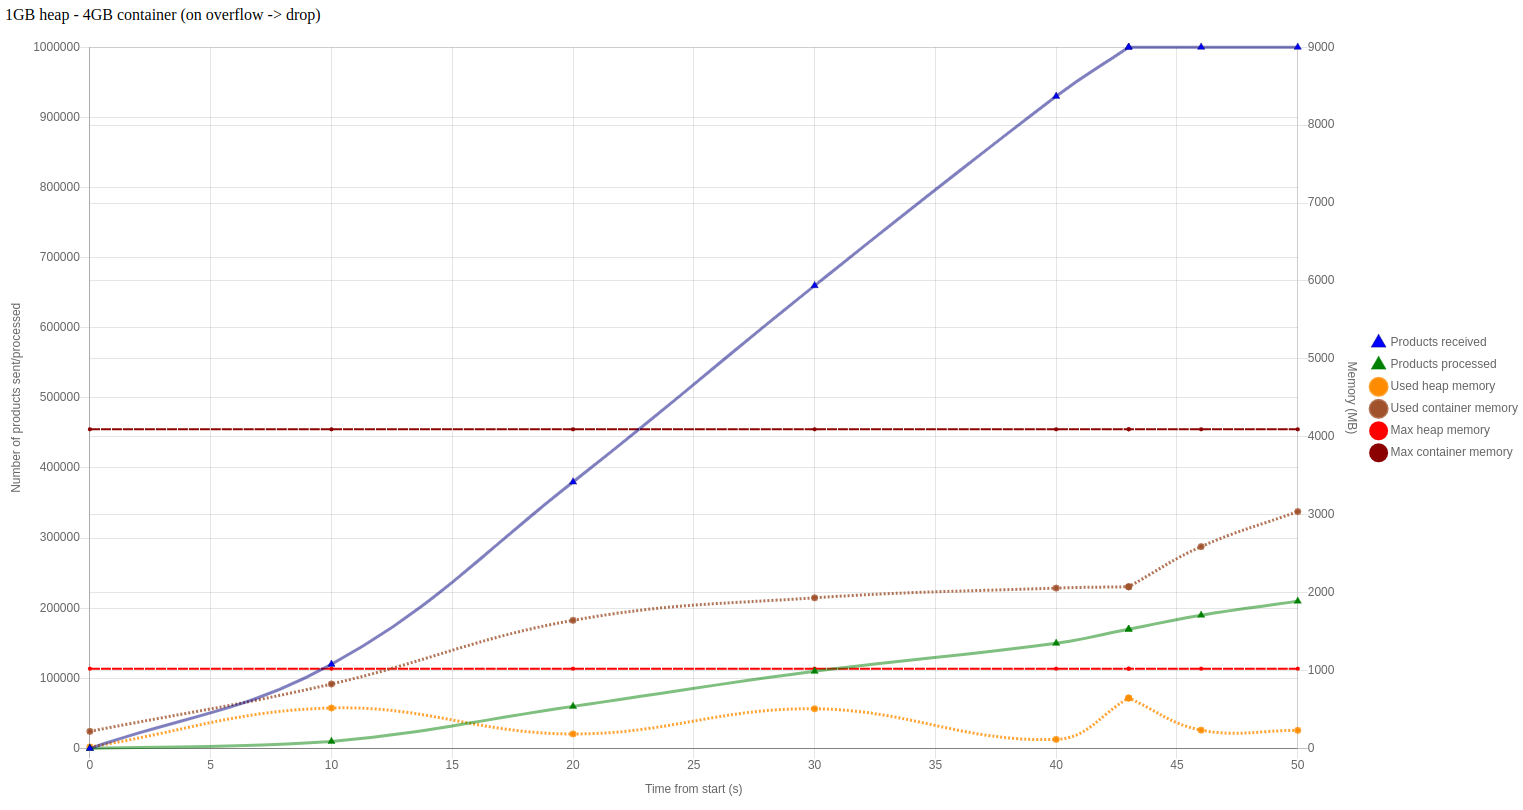 1GB heap - 4GB container (on overflow -> drop)
Number of products sent/processed
1000000
900000
800000
700000
600000
500000
400000
300000
200000
100000
0
0 5 10 15 20 25 30 35 40 45 50
Time from start (s)
9000
8000
7000
6000
5000
4000
3000
2000
1000
0
Memory (MB)
Products received
Products processed
Used heap memory
Used container memory
Max heap memory
Max container memory